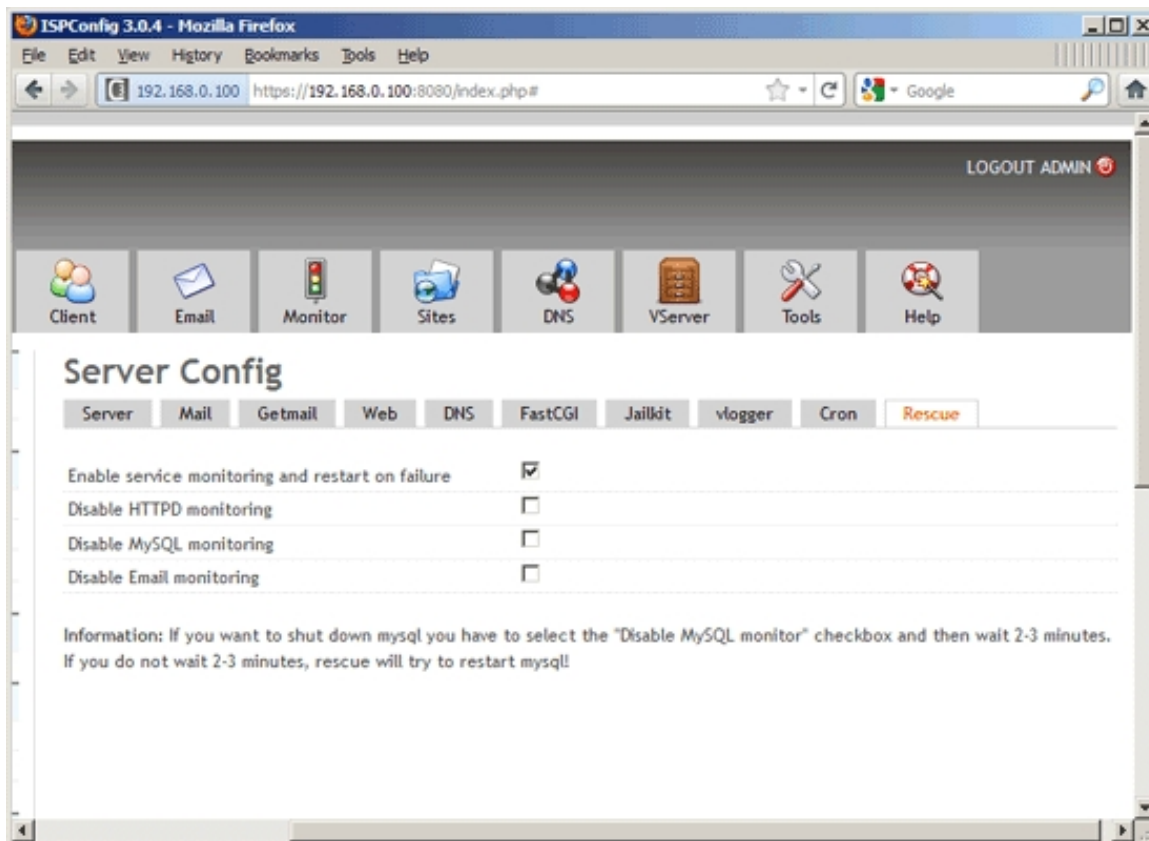 ISPConfig 3.0.4 - Mozilla Firefox
File Edit View History Bookmarks Tools Help
192.168.0.100 https://192.168.0.100:8080/index.php# Google
LOGOUT ADMIN
Client Email Monitor Sites DNS VServer Tools Help
Server Config
Server Mail Getmail Web DNS FastCGI Jailkit vlogger Cron Rescue
Enable service monitoring and restart on failure
Disable HTTPD monitoring
Disable MySQL monitoring
Disable Email monitoring
Information: If you want to shut down mysql you have to select the "Disable MySQL monitor" checkbox and then wait 2-3 minutes.
If you do not wait 2-3 minutes, rescue will try to restart mysql!